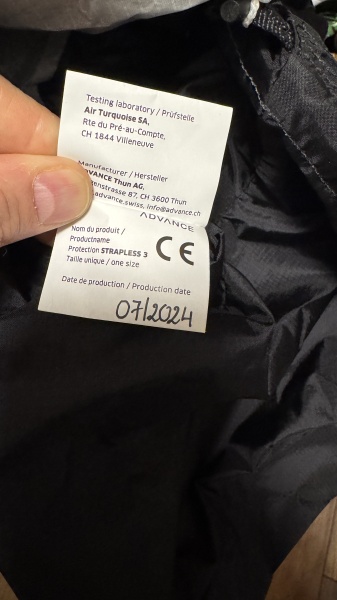 Testing laboratory / Prüfstelle
Air Turquoise SA,
Rte du Pré-au-Compte,
CH 1844 Villeneuve
Manufacturer / Hersteller
ADVANCE Thun AG,
87, CH 3600 Thun
advance.swiss, info@advance.ch
ADVANCE
Nom du produit /
Productname
Protection STRAPLESS 3
Taille unique / one size
CE
Date de production / Production date
07/2024